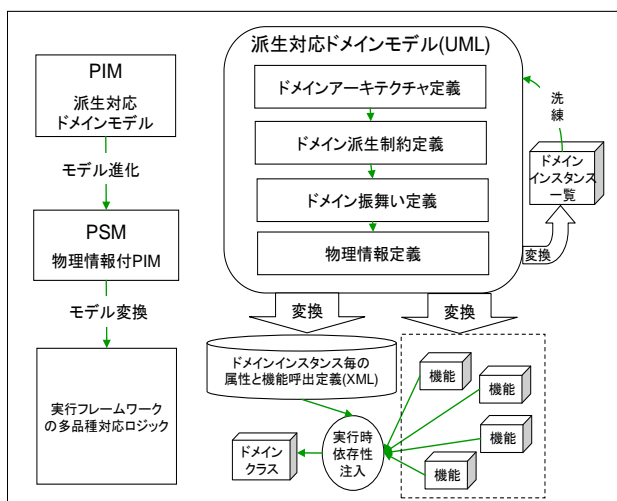 PIM
派生対応
ドメインモデル
モデル進化
PSM
物理情報付PIM
モデル変換
実行フレームワーク
の多品種対応ロジック
派生対応ドメインモデル(UML)
ドメインアーキテクチャ定義
ドメイン派生制約定義
ドメイン振舞い定義
物理情報定義
洗
練
ドメイン
インスタンス
一覧
変換
変換
変換
ドメインインスタンス毎の
属性と機能呼出定義(XML)
実行時
依存性
注入
ドメイン
クラス
機能
機能
機能
機能